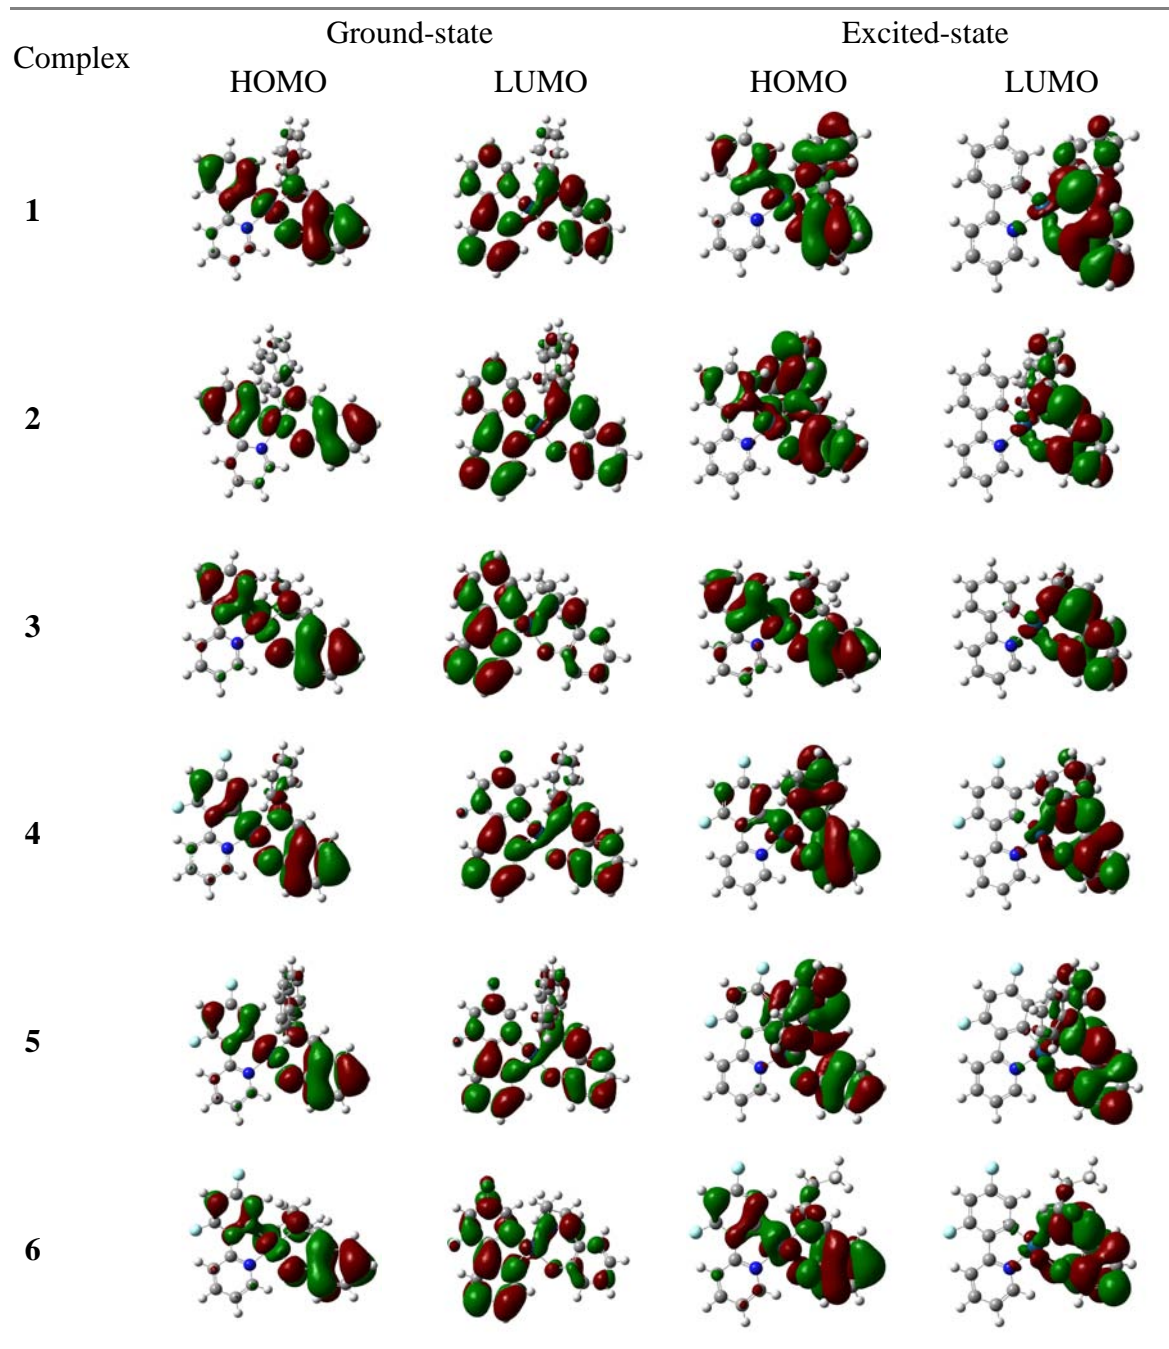 Complex
Ground-state
Excited-state
HOMO
LUMO
HOMO
LUMO
1
2
3
4
5
6